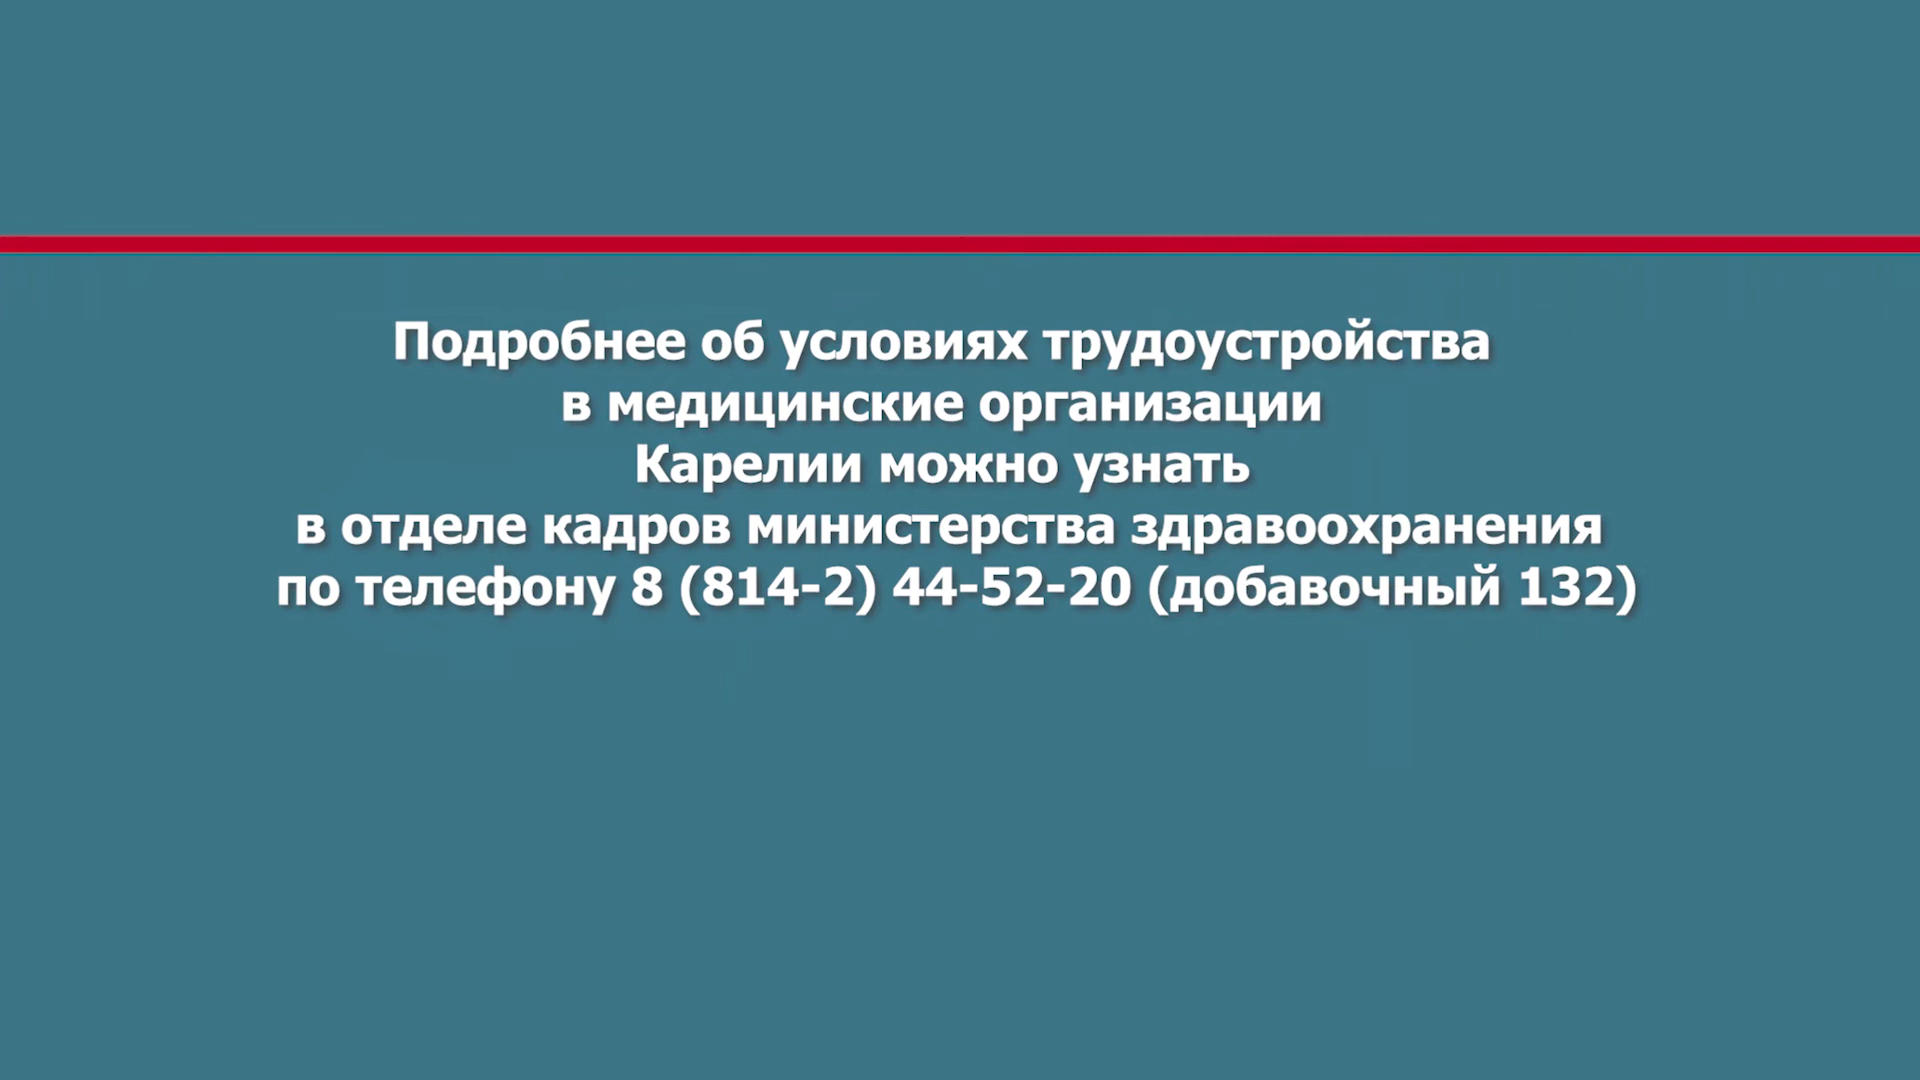 Подробнее об условиях трудоустройства
в медицинские организации
Карелии можно узнать
в отделе кадров министерства здравоохранения
по телефону 8 (814-2) 44-52-20 (добавочный 132)